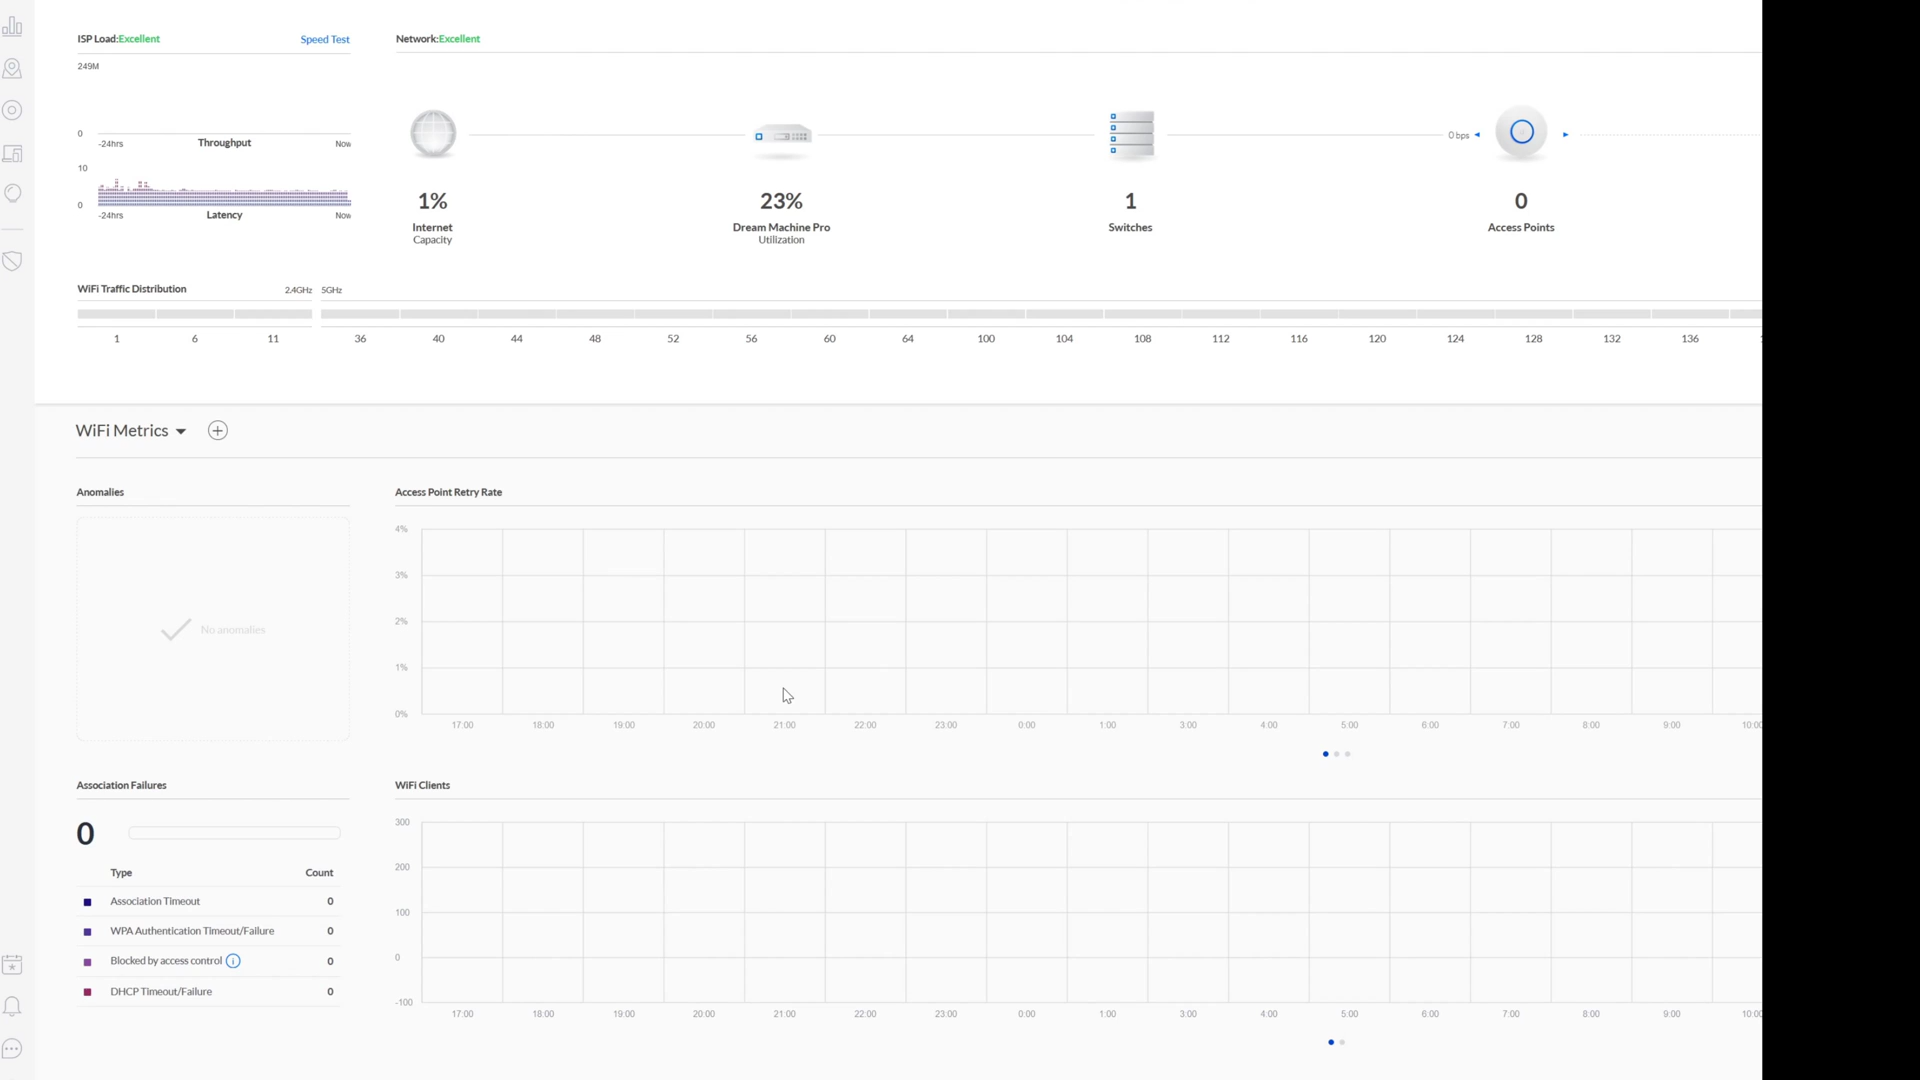 ISP Load:Excellent
Speed Test
Network:Excellent
249M
0
-24hrs
Throughput
Now
10
0
-24hrs
Latency
Now
0 bps
1%
Internet
Capacity
23%
Dream Machine Pro
Utilization
1
Switches
0
Access Points
WiFi Traffic Distribution
2.4GHz
5GHz
1 6 11 36 40 44 48 52 56 60 64 100 104 108 112 116 120 124 128 132 136
WiFi Metrics
Anomalies
No anomalies
Access Point Retry Rate
4%
3%
2%
1%
0%
17:00 18:00 19:00 20:00 21:00 22:00 23:00 0:00 1:00 3:00 4:00 5:00 6:00 7:00 8:00 9:00 10:00
Association Failures
0
Type Count
Association Timeout 0
WPA Authentication Timeout/Failure 0
Blocked by access control 0
DHCP Timeout/Failure 0
WiFi Clients
300
200
100
0
-100
17:00 18:00 19:00 20:00 21:00 22:00 23:00 0:00 1:00 3:00 4:00 5:00 6:00 7:00 8:00 9:00 10:00